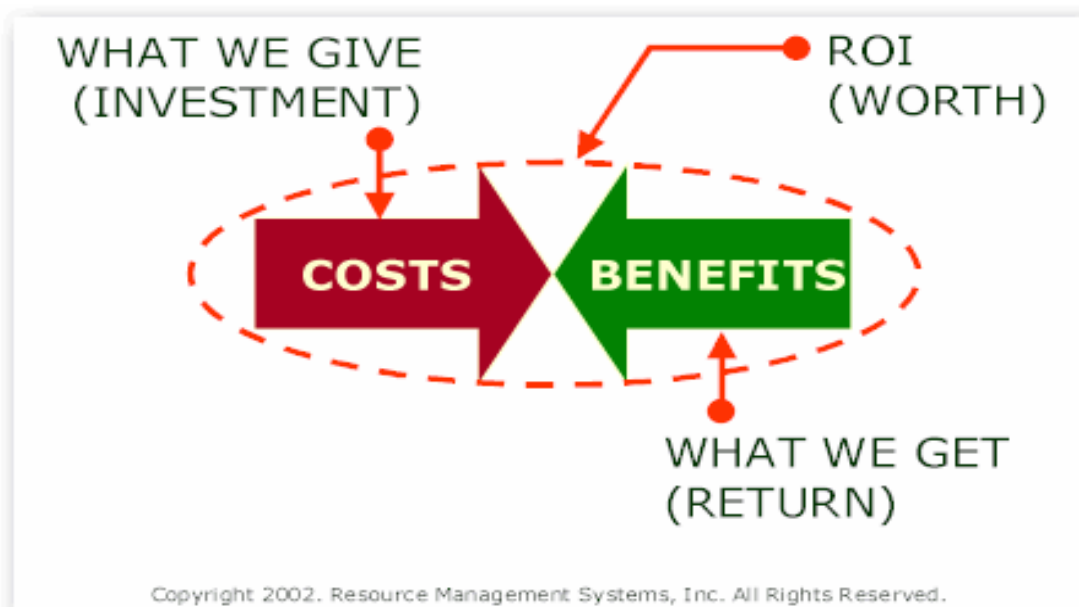 WHAT WE GIVE
(INVESTMENT)
ROI
(WORTH)
COSTS
BENEFITS
WHAT WE GET
(RETURN)
Copyright 2002. Resource Management Systems, Inc. All Rights Reserved.